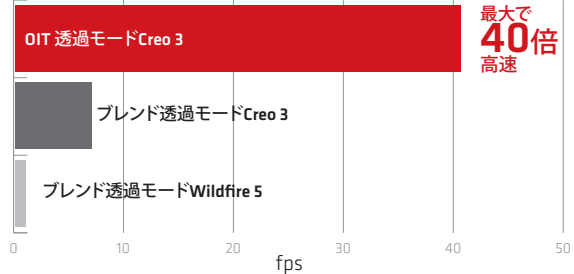 最大で
40倍
高速
OIT 透過モードCreo 3
ブレンド透過モードCreo 3
ブレンド透過モードWildfire 5
0 10 20 30 40 50
fps